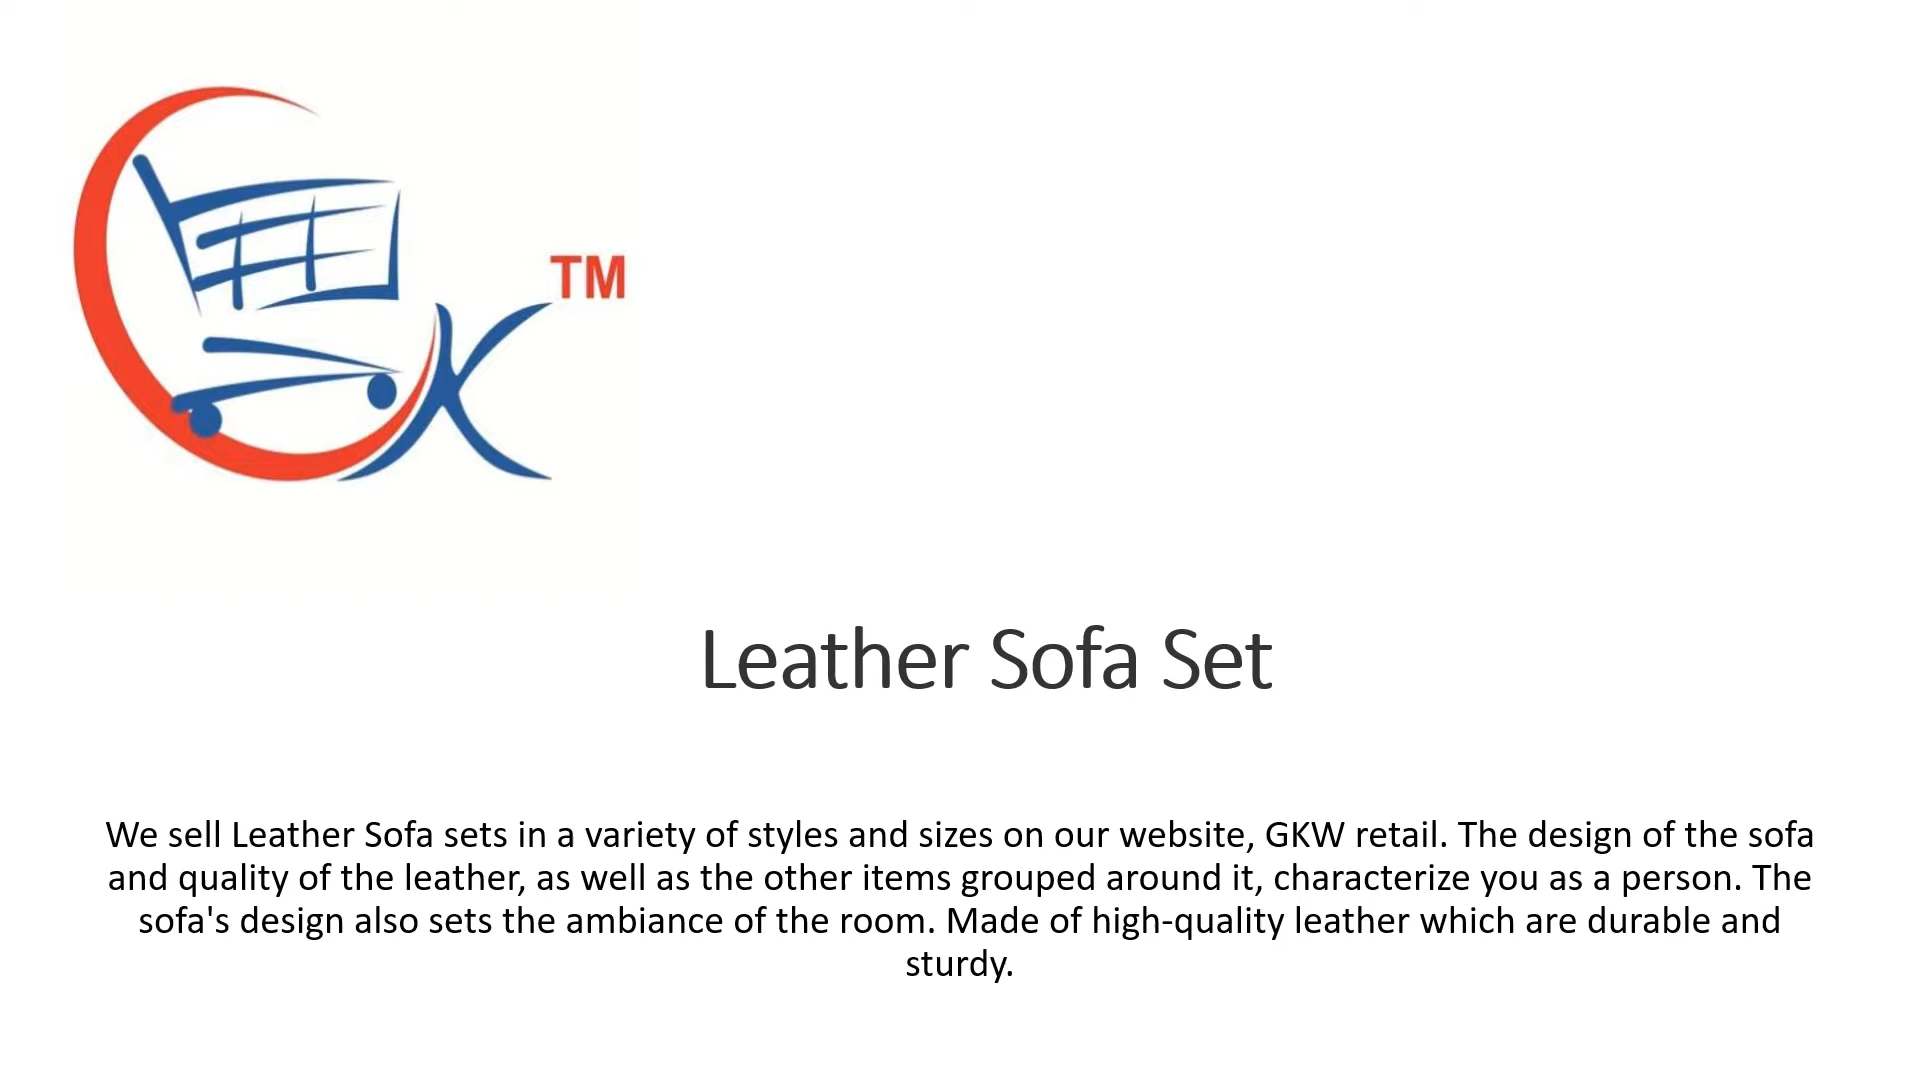 TM
Leather Sofa Set
We sell Leather Sofa sets in a variety of styles and sizes on our website, GKW retail. The design of the sofa
and quality of the leather, as well as the other items grouped around it, characterize you as a person. The
sofa's design also sets the ambiance of the room. Made of high-quality leather which are durable and
sturdy.